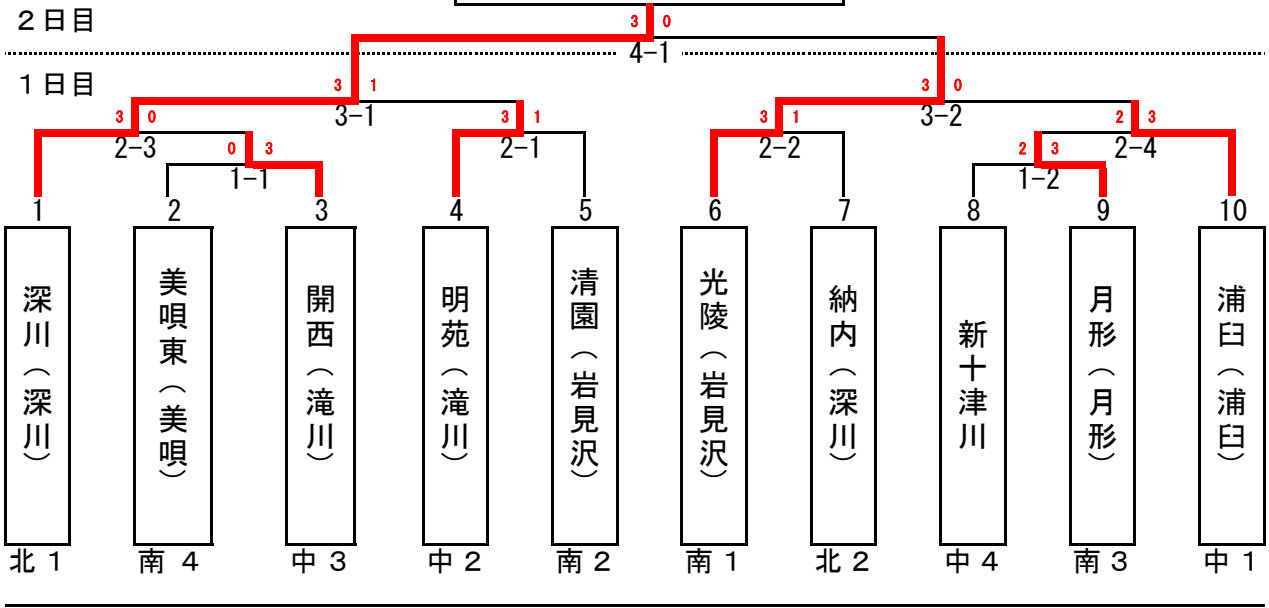 2日目
3 0
4-1
1日目
3 1
3-1
3 0
3-2
3 0
2-3
3 1
2-1
3 1
2-2
2 3
2-4
0 3
1-1
2 3
1-2
1 2 3 4 5 6 7 8 9 10
深川(深川)
美唄東(美唄)
開西(滝川)
明苑(滝川)
清園(岩見沢)
光陵(岩見沢)
納内(深川)
新十津川
月形(月形)
浦臼(浦臼)
北1 南4 中3 中2 南2 南1 北2 中4 南3 中1